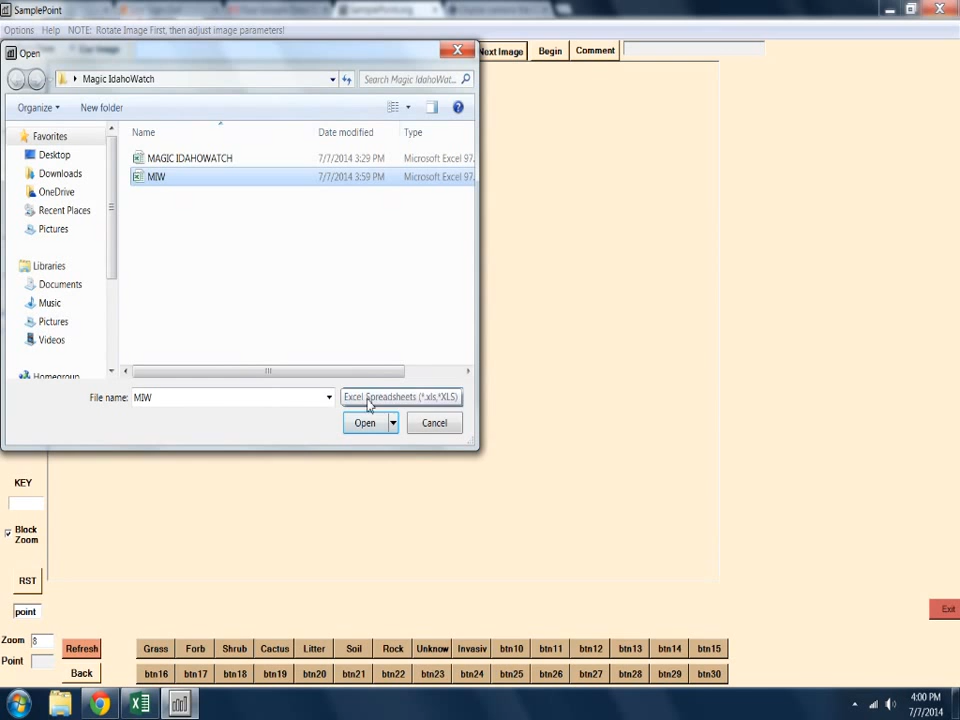 SamplePoint
Options Help NOTE: Rotate Image First, then adjust image parameters!
Open
Next Image Begin Comment
Magic IdahoWatch
Search Magic IdahoWat...
Organize New folder
Name Date modified Type
Favorites
Desktop
Downloads
OneDrive
Recent Places
Pictures
Libraries
Documents
Music
Pictures
Videos
Homegroup
MAGIC IDAHOWATCH 7/7/2014 3:29 PM Microsoft Excel 97.
MIW 7/7/2014 3:59 PM Microsoft Excel 97.
File name: MIW Excel Spreadsheets (*.xls,*XLS)
Open Cancel
KEY
Block
Zoom
RST
point
Exit
Zoom 8
Point
Refresh
Back
Grass Forb Shrub Cactus Litter Soil Rock Unknow Invasiv btn10 btn11 btn12 btn13 btn14 btn15
btn16 btn17 btn18 btn19 btn20 btn21 btn22 btn23 btn24 btn25 btn26 btn27 btn28 btn29 btn30
4:00 PM
7/7/2014